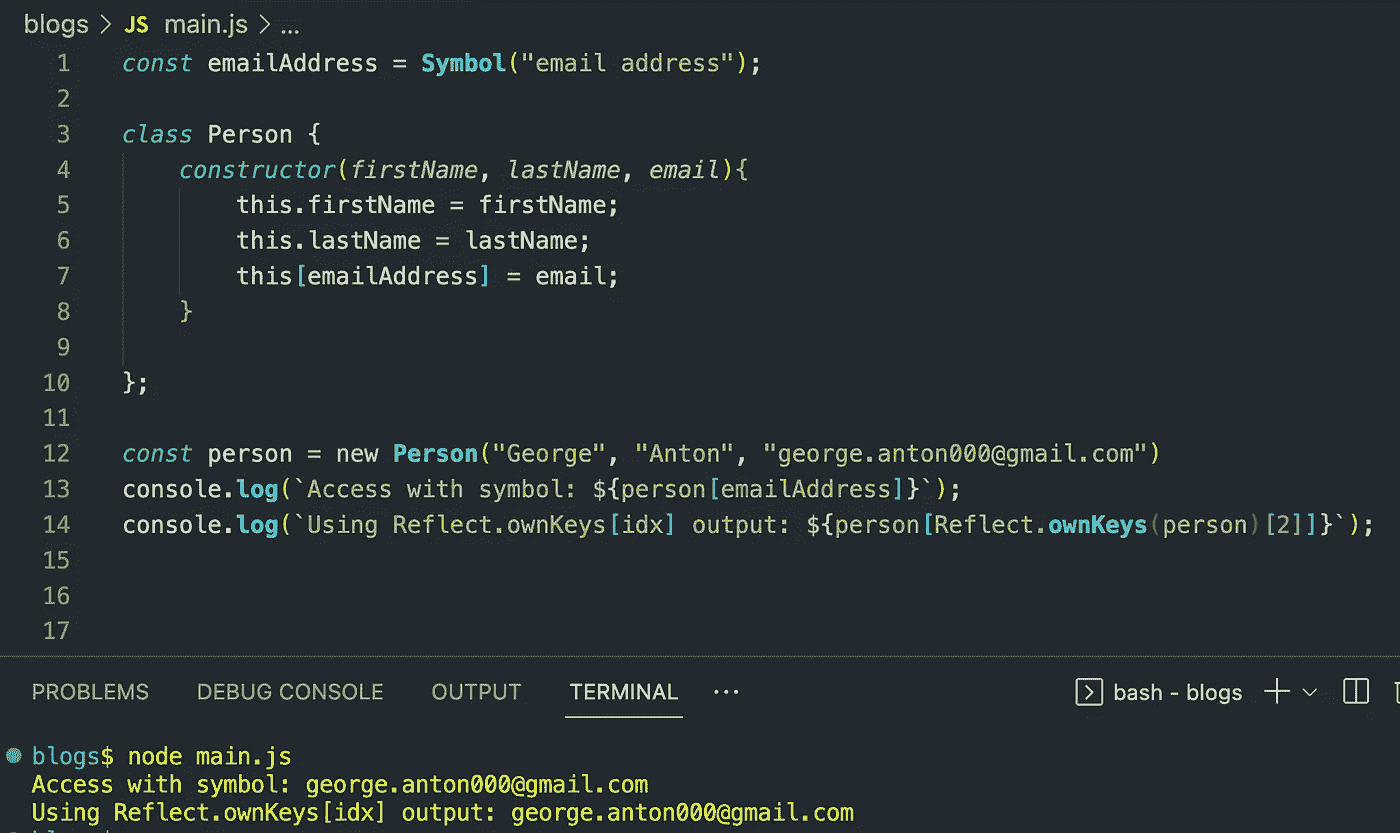 blogs > JS main.js > ...
1 const emailAddress = Symbol("email address");
2
3 class Person {
4 constructor(firstName, lastName, email){
5 this.firstName = firstName;
6 this.lastName = lastName;
7 this[emailAddress] = email;
8 }
9
10 };
11
12 const person = new Person("George", "Anton", "george.anton000@gmail.com")
13 console.log(`Access with symbol: ${person[emailAddress]}`);
14 console.log(`Using Reflect.ownKeys[idx] output: ${person[Reflect.ownKeys(person)[2]]}`);
15
16
17
PROBLEMS DEBUG CONSOLE OUTPUT TERMINAL ... bash - blogs
blogs$ node main.js
Access with symbol: george.anton000@gmail.com
Using Reflect.ownKeys[idx] output: george.anton000@gmail.com